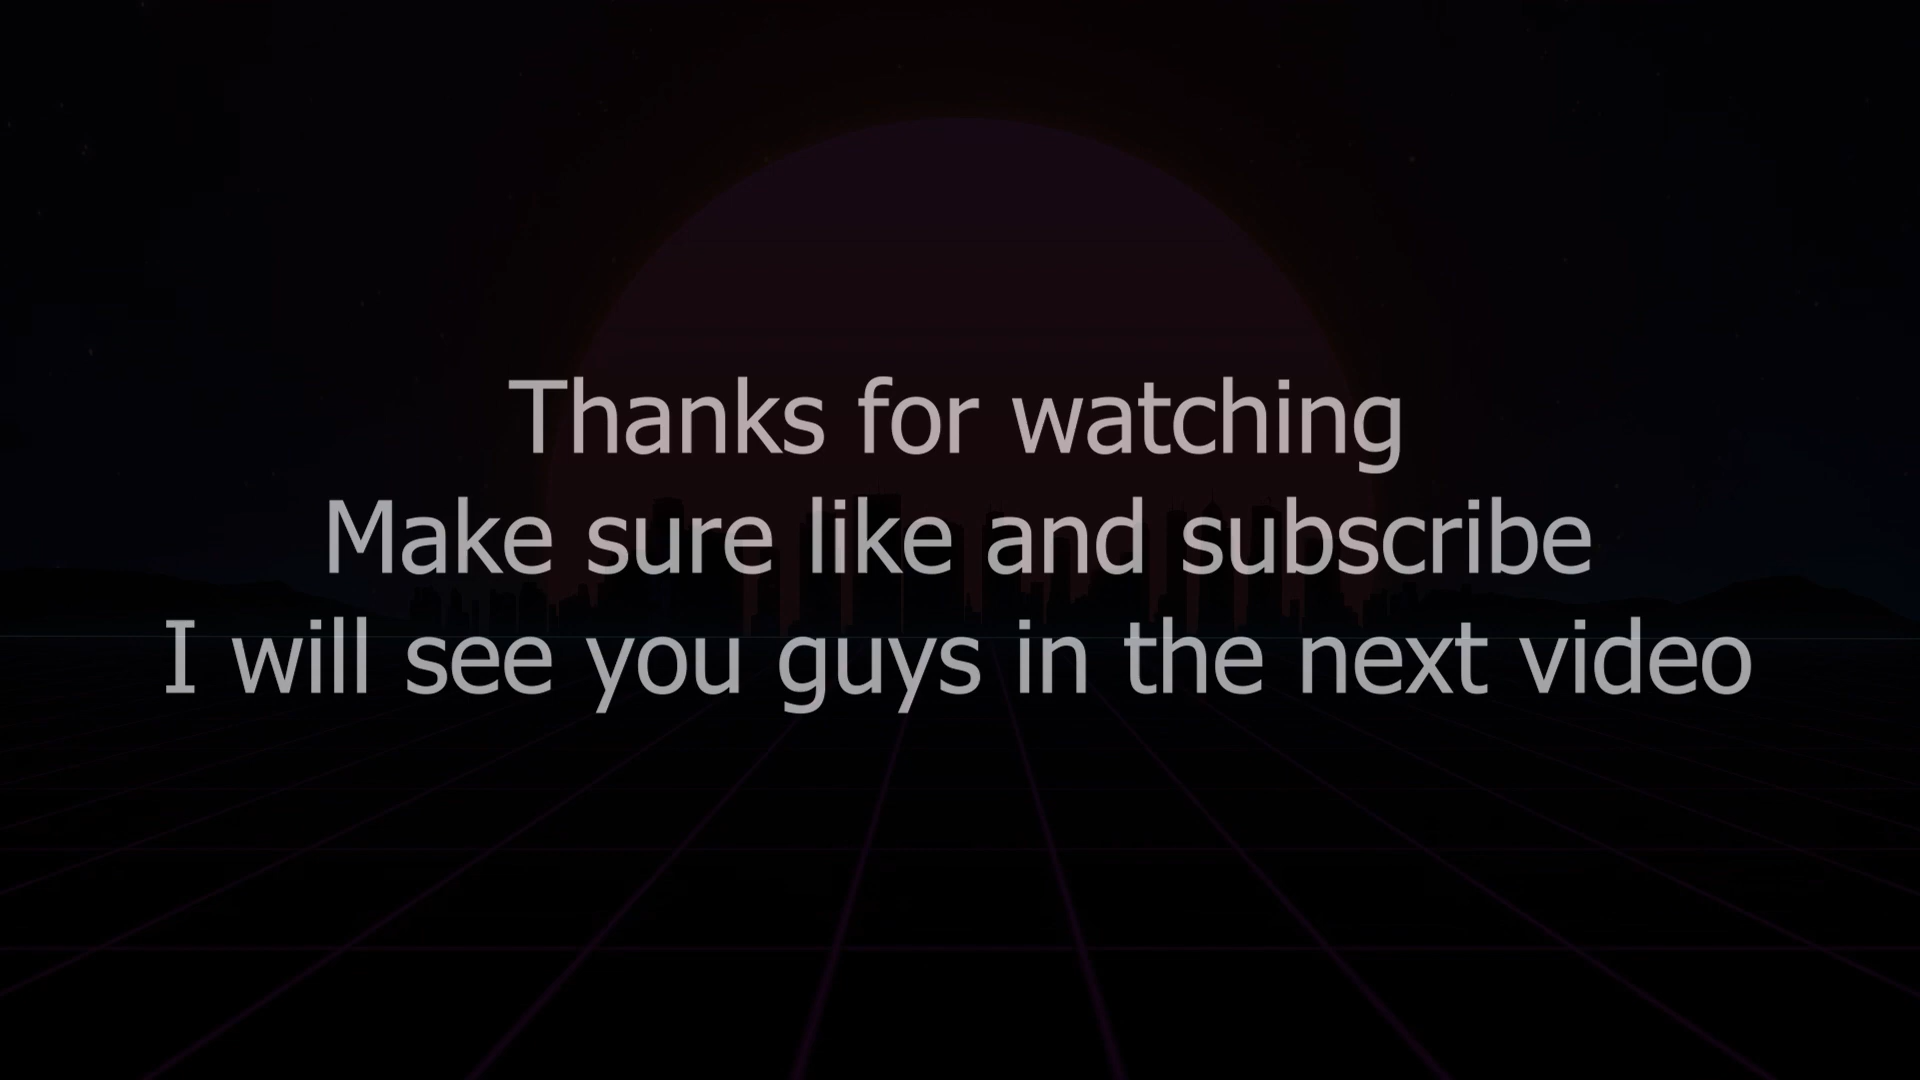 Thanks for watching
Make sure like and subscribe
I will see you guys in the next video